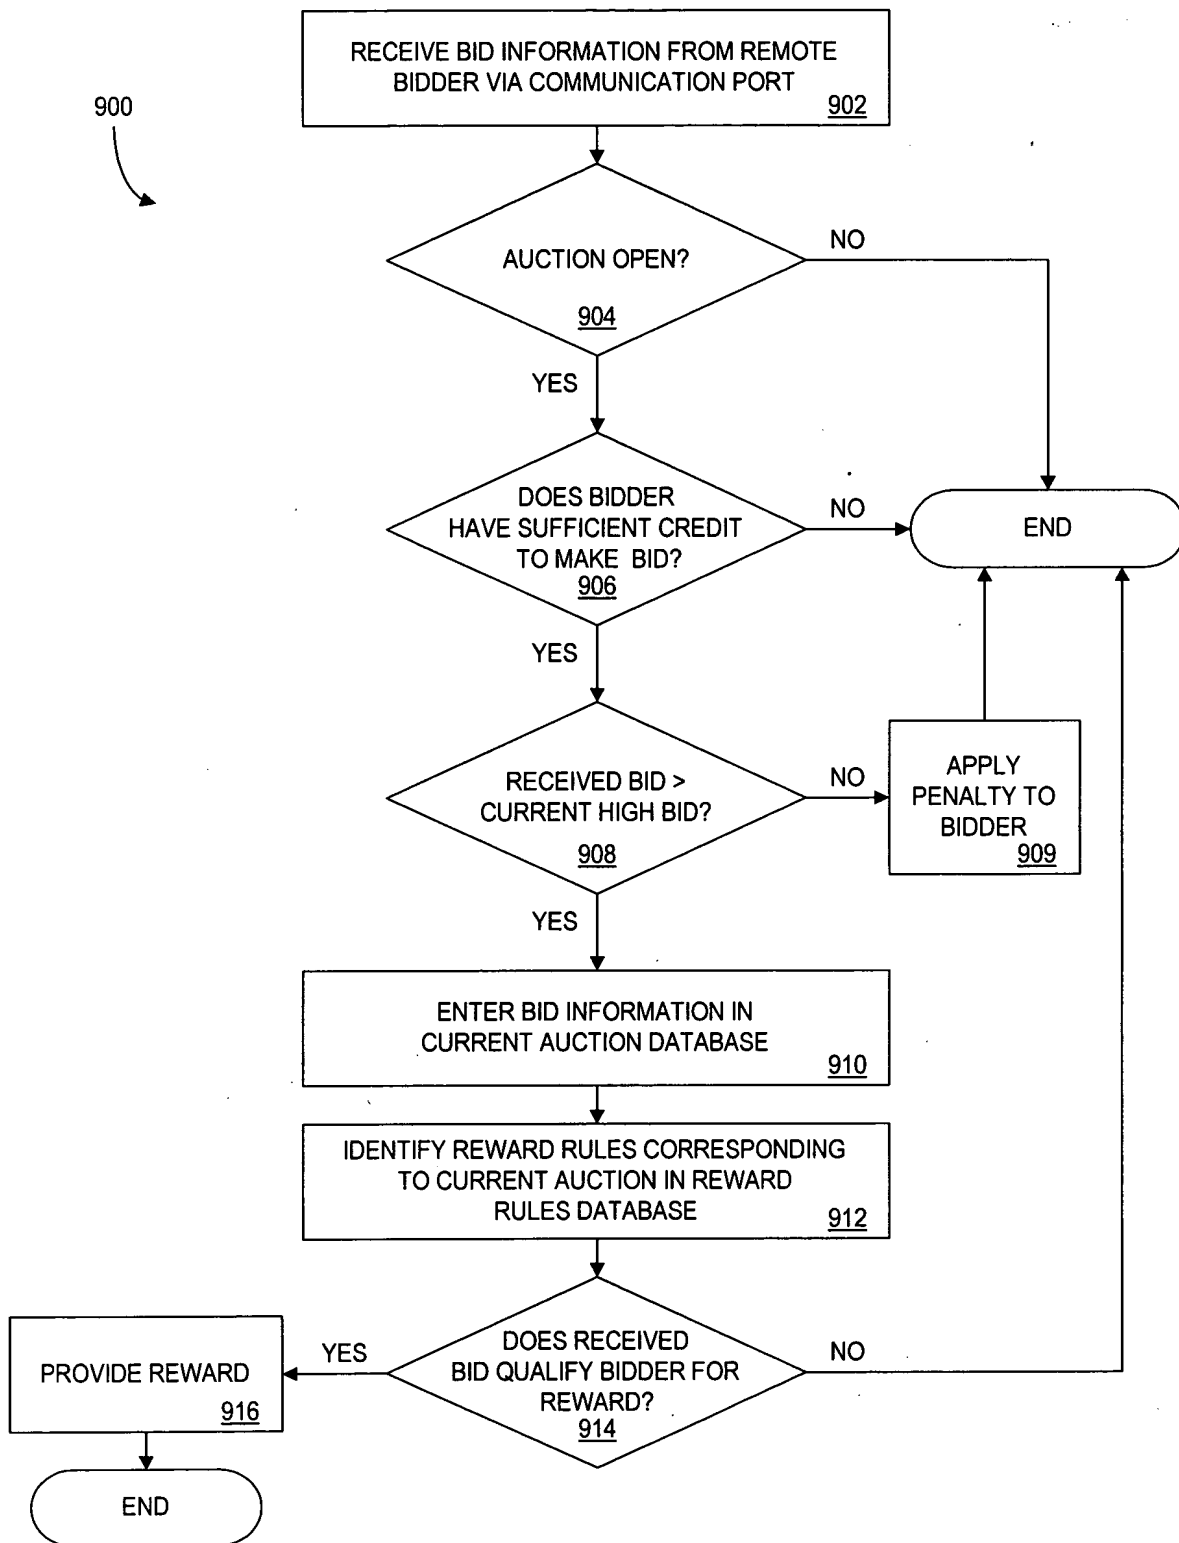 RECEIVE BID INFORMATION FROM REMOTE
BIDDER VIA COMMUNICATION PORT
902
900
AUCTION OPEN?
904
NO
YES
DOES BIDDER
HAVE SUFFICIENT CREDIT
TO MAKE BID?
906
NO
END
YES
RECEIVED BID >
CURRENT HIGH BID?
908
NO
APPLY
PENALTY TO
BIDDER
909
YES
ENTER BID INFORMATION IN
CURRENT AUCTION DATABASE
910
IDENTIFY REWARD RULES CORRESPONDING
TO CURRENT AUCTION IN REWARD
RULES DATABASE
912
DOES RECEIVED
BID QUALIFY BIDDER FOR
REWARD?
914
YES
NO
PROVIDE REWARD
916
END